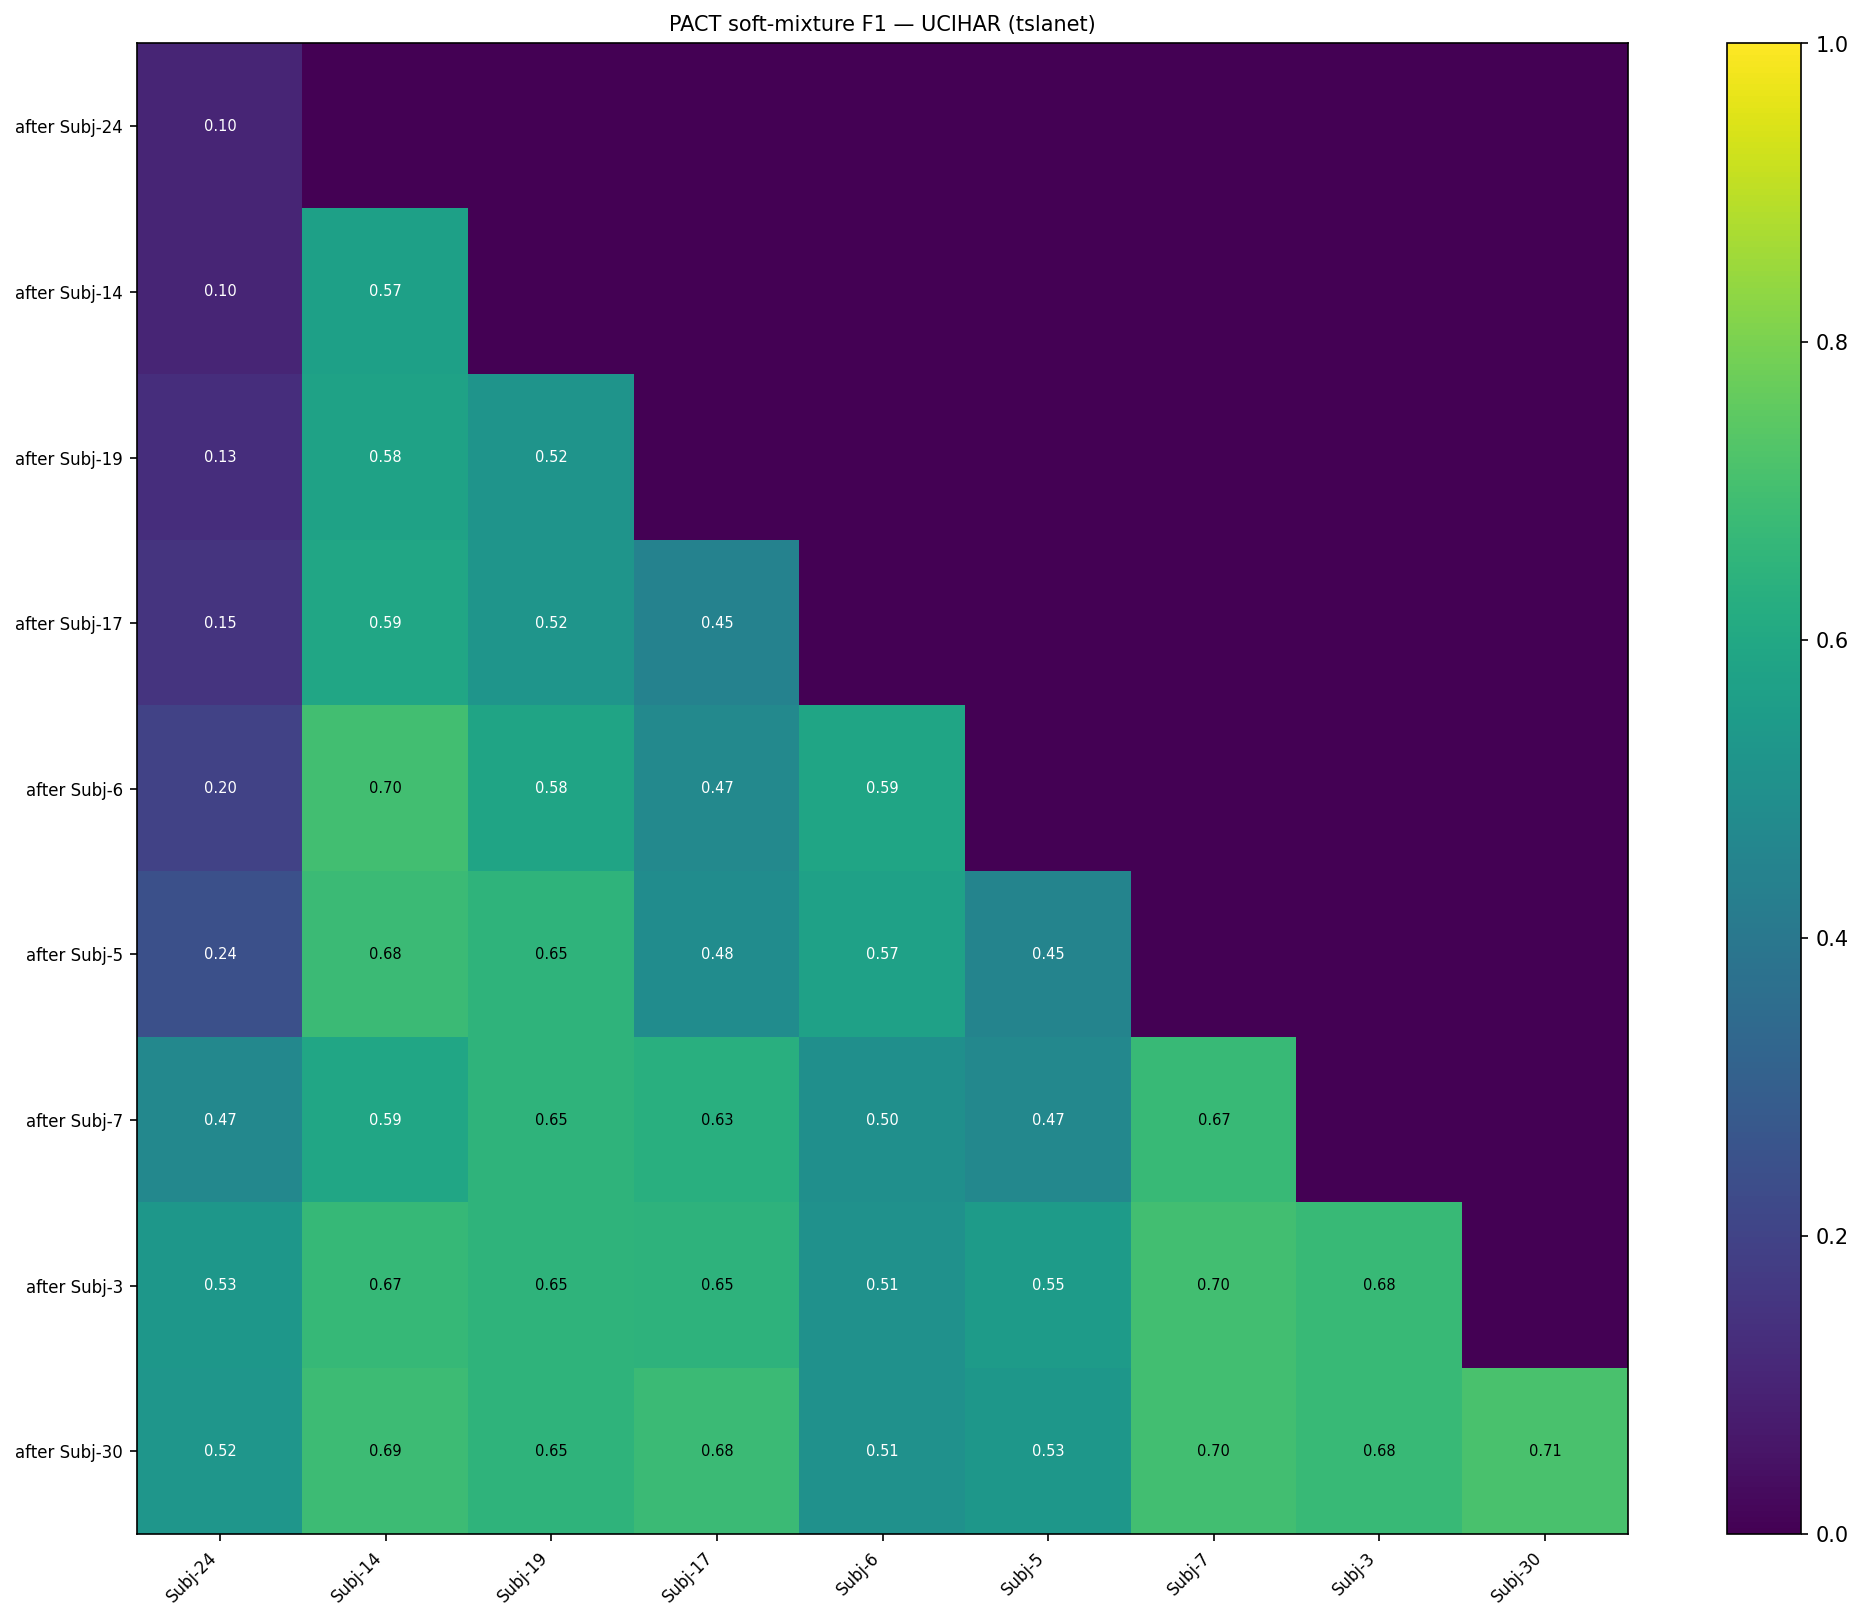 PACT soft-mixture F1 — UCIHAR (tslanet)
after Subj-24 0.10
after Subj-14 0.10 0.57
after Subj-19 0.13 0.58 0.52
after Subj-17 0.15 0.59 0.52 0.45
after Subj-6 0.20 0.70 0.58 0.47 0.59
after Subj-5 0.24 0.68 0.65 0.48 0.57 0.45
after Subj-7 0.47 0.59 0.65 0.63 0.50 0.47 0.67
after Subj-3 0.53 0.67 0.65 0.65 0.51 0.55 0.70 0.68
after Subj-30 0.52 0.69 0.65 0.68 0.51 0.53 0.70 0.68 0.71
Subj-24 Subj-14 Subj-19 Subj-17 Subj-6 Subj-5 Subj-7 Subj-3 Subj-30
1.0
0.8
0.6
0.4
0.2
0.0